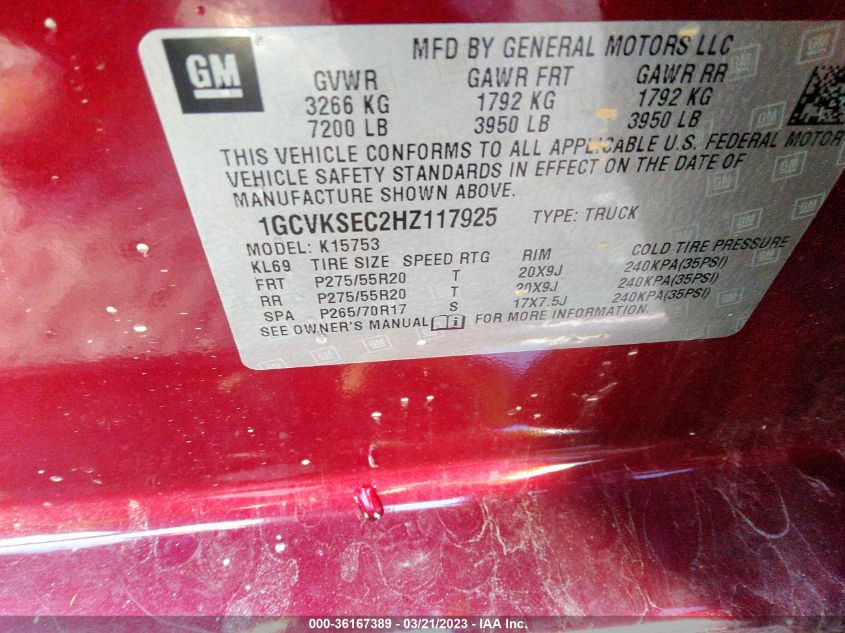 GM
MFD BY GENERAL MOTORS LLC
GVWR GAWR FRT GAWR RR
3266 KG 1792 KG 1792 KG
7200 LB 3950 LB 3950 LB
THIS VEHICLE CONFORMS TO ALL APPLICABLE U.S. FEDERAL MOTOR
VEHICLE SAFETY STANDARDS IN EFFECT ON THE DATE OF
MANUFACTURE SHOWN ABOVE.
1GCVKSEC2HZ117925 TYPE: TRUCK
MODEL: K15753
KL69 TIRE SIZE SPEED RTG RIM COLD TIRE PRESSURE
FRT P275/55R20 T 20X9J 240KPA(35PSI)
RR P275/55R20 T 20X9J 240KPA(35PSI)
SPA P265/70R17 S 17X7.5J 240KPA(35PSI)
SEE OWNER'S MANUAL FOR MORE INFORMATION.
000-36167389 - 03/21/2023 - IAA Inc.